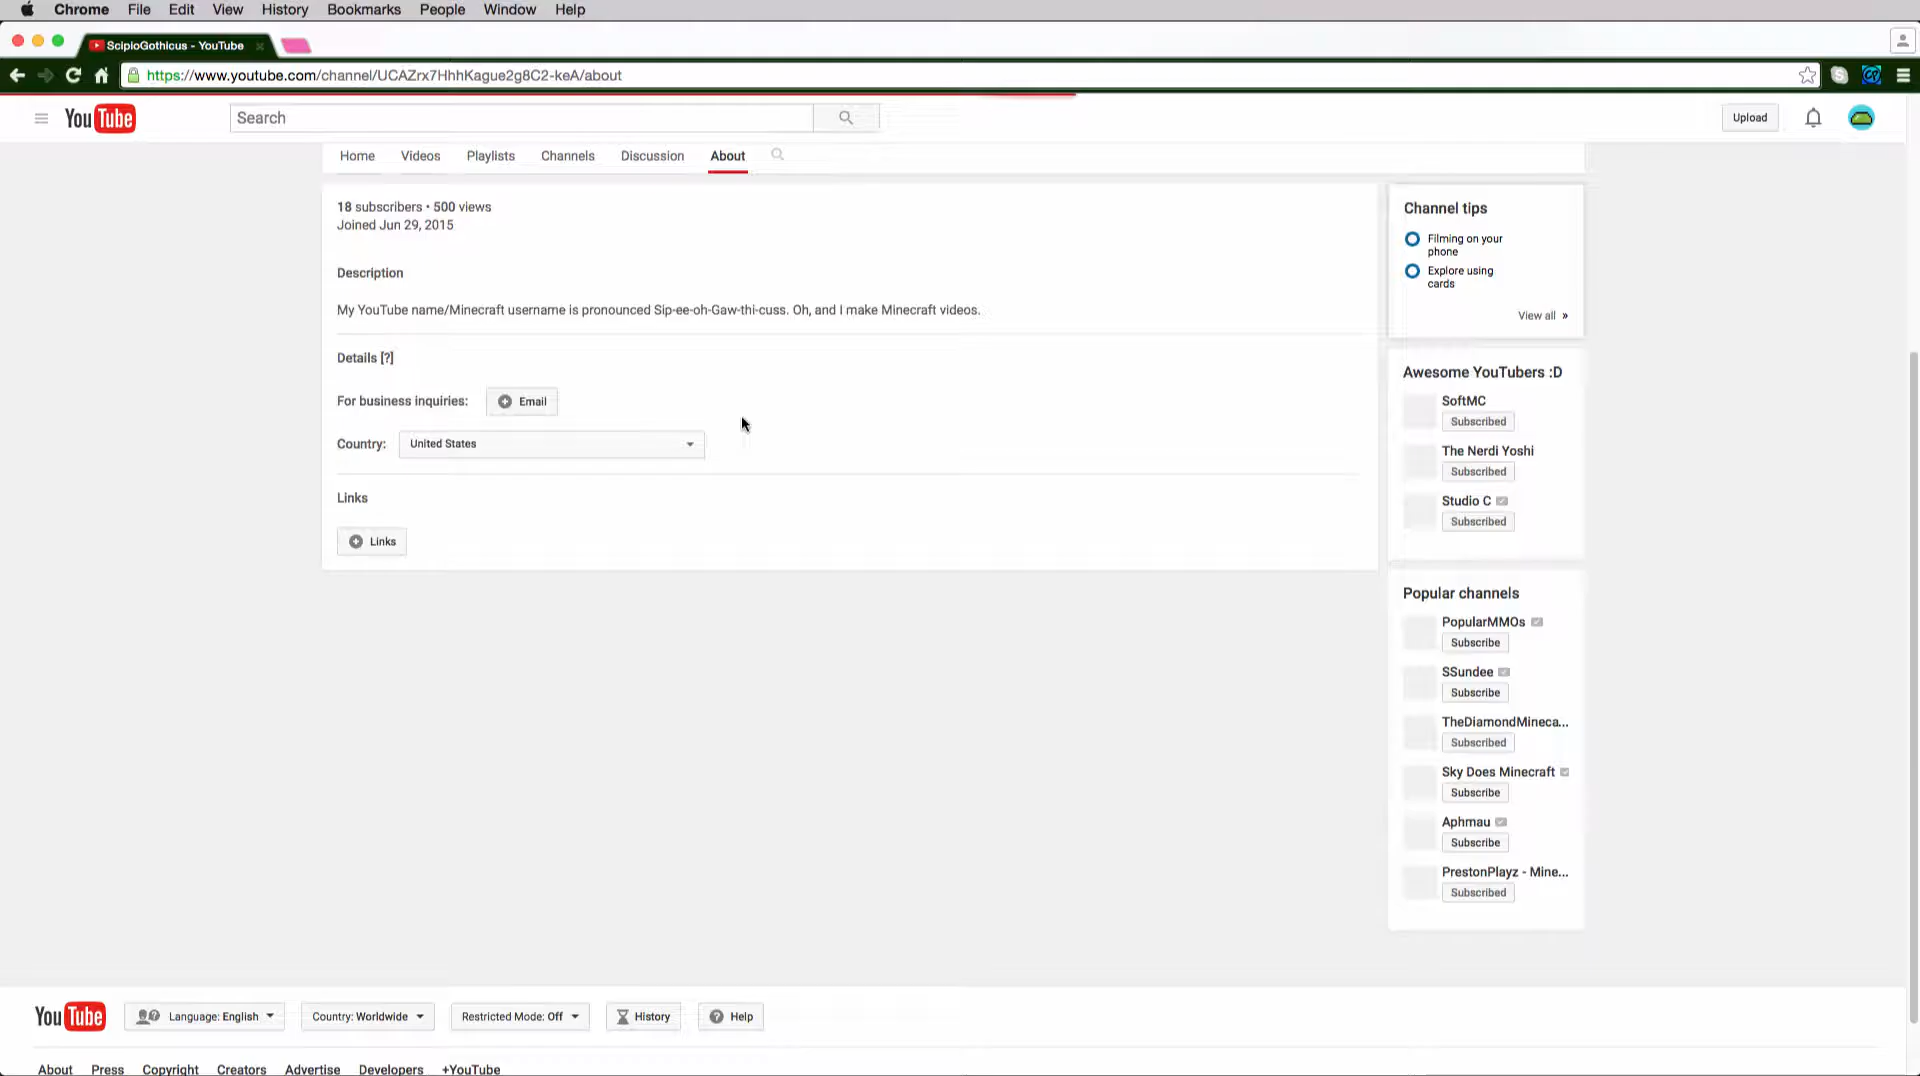 Chrome File Edit View History Bookmarks People Window Help
ScipioGothicus - YouTube
https://www.youtube.com/channel/UCAZrx7HhhKague2g8C2-keA/about
YouTube Search Upload
Home Videos Playlists Channels Discussion About
18 subscribers • 500 views
Joined Jun 29, 2015
Description
My YouTube name/Minecraft username is pronounced Sip-ee-oh-Gaw-thi-cuss. Oh, and I make Minecraft videos.
Details [?]
For business inquiries: Email
Country: United States
Links
Links
Channel tips
Filming on your
phone
Explore using
cards
View all »
Awesome YouTubers :D
SoftMC
Subscribed
The Nerdi Yoshi
Subscribed
Studio C
Subscribed
Popular channels
PopularMMOs
Subscribe
SSundee
Subscribe
TheDiamondMineca...
Subscribed
Sky Does Minecraft
Subscribe
Aphmau
Subscribe
PrestonPlayz - Mine...
Subscribed
YouTube Language: English Country: Worldwide Restricted Mode: Off History Help
About Press Copyright Creators Advertise Developers +YouTube